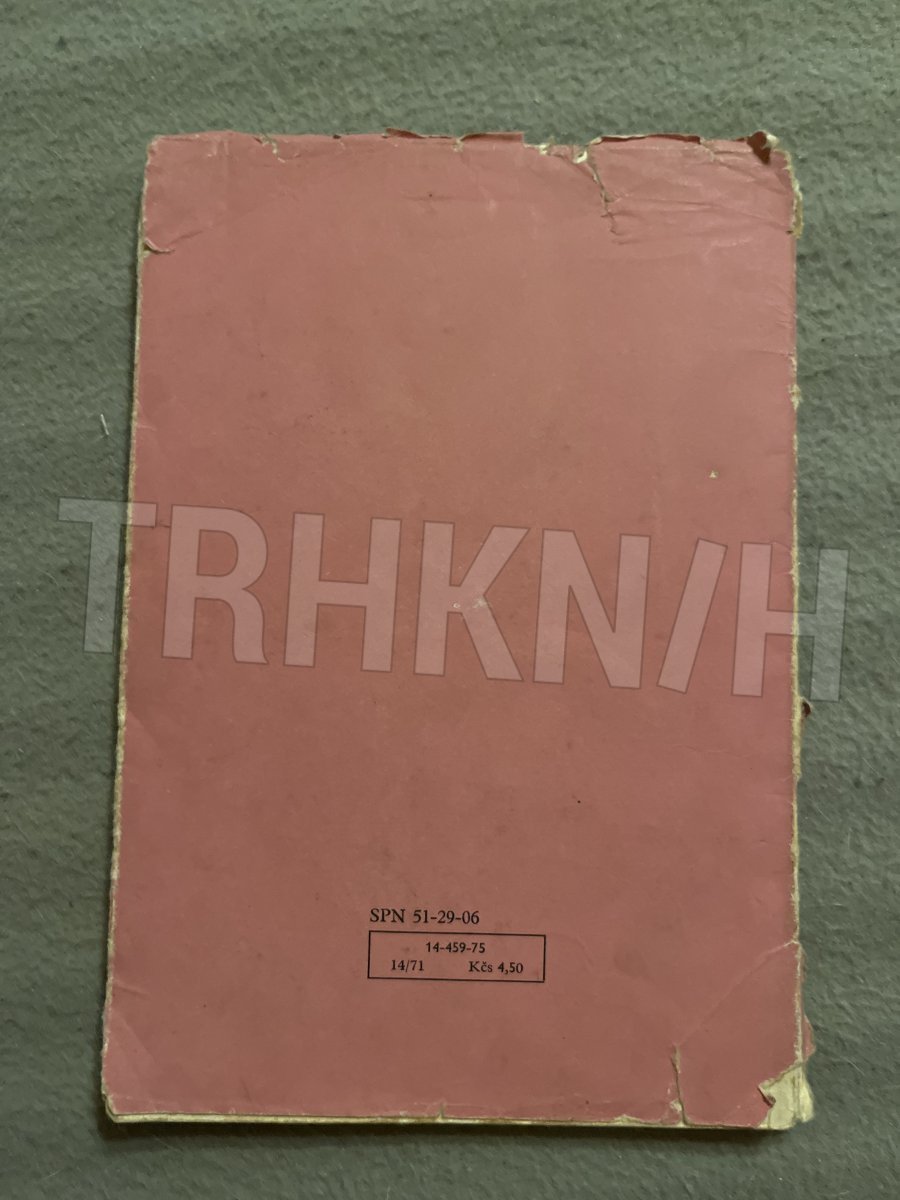 TRHKNIH
SPN 51-29-06
14-459-75
14/71 Kčs 4,50